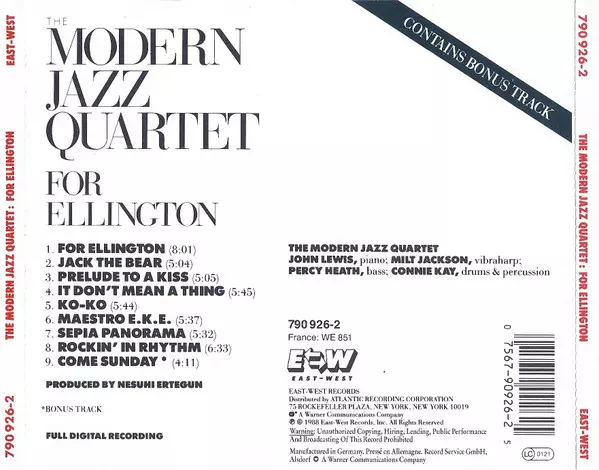 790 926-2
EAST-WEST
THE MODERN JAZZ QUARTET: FOR ELLINGTON
790 926-2
THE
MODERN
JAZZ
QUARTET
FOR
ELLINGTON
CONTAINS BONUS TRACK
1. FOR ELLINGTON (8:01)
2. JACK THE BEAR (5:04)
3. PRELUDE TO A KISS (5:05)
4. IT DON'T MEAN A THING (5:45)
5. KO-KO (5:44)
6. MAESTRO E.K.E. (5:37)
7. SEPIA PANORAMA (5:32)
8. ROCKIN' IN RHYTHM (6:33)
9. COME SUNDAY * (4:11)
PRODUCED BY NESUHI ERTEGUN
*BONUS TRACK
FULL DIGITAL RECORDING
THE MODERN JAZZ QUARTET
JOHN LEWIS, piano; MILT JACKSON, vibraharp;
PERCY HEATH, bass; CONNIE KAY, drums & percussion
790 926-2
France: WE 851
E-W
EAST-WEST
EAST-WEST RECORDS
Distributed by ATLANTIC RECORDING CORPORATION
75 ROCKEFELLER PLAZA, NEW YORK, NEW YORK 10019
A Warner Communications Company
℗ © 1988 East-West Records, Inc. All Rights Reserved.
Warning: Unauthorized Copying, Hiring, Lending, Public Performance
And Broadcasting Of This Record Prohibited
Manufactured in Germany. Pressé en Allemagne. Record Service GmbH.,
Alsdorf A Warner Communications Company
0 7567-90926-2 5
LC 0121
THE MODERN JAZZ QUARTET: FOR ELLINGTON
EAST-WEST